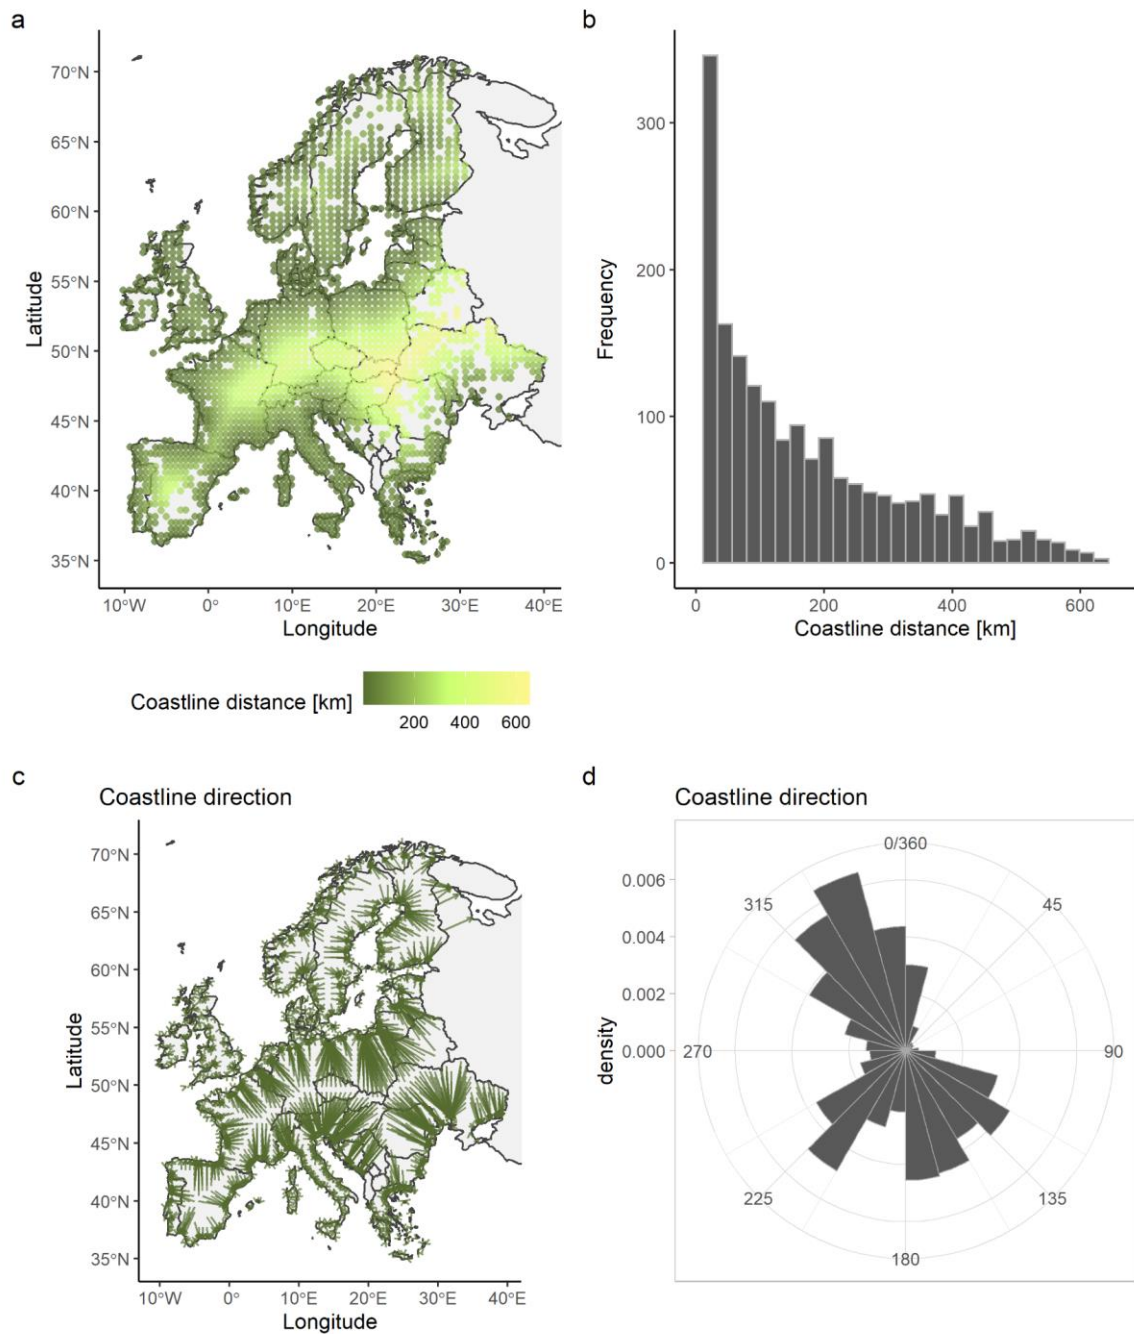 a
70°N
65°N
60°N
55°N
50°N
45°N
40°N
35°N
Latitude
10°W 0° 10°E 20°E 30°E 40°E
Longitude
Coastline distance [km]
200 400 600
b
300
200
100
0
Frequency
0 200 400 600
Coastline distance [km]
c
Coastline direction
70°N
65°N
60°N
55°N
50°N
45°N
40°N
35°N
Latitude
10°W 0° 10°E 20°E 30°E 40°E
Longitude
d
Coastline direction
0.006
0.004
0.002
0.000
density
0/360
45
90
135
180
225
270
315